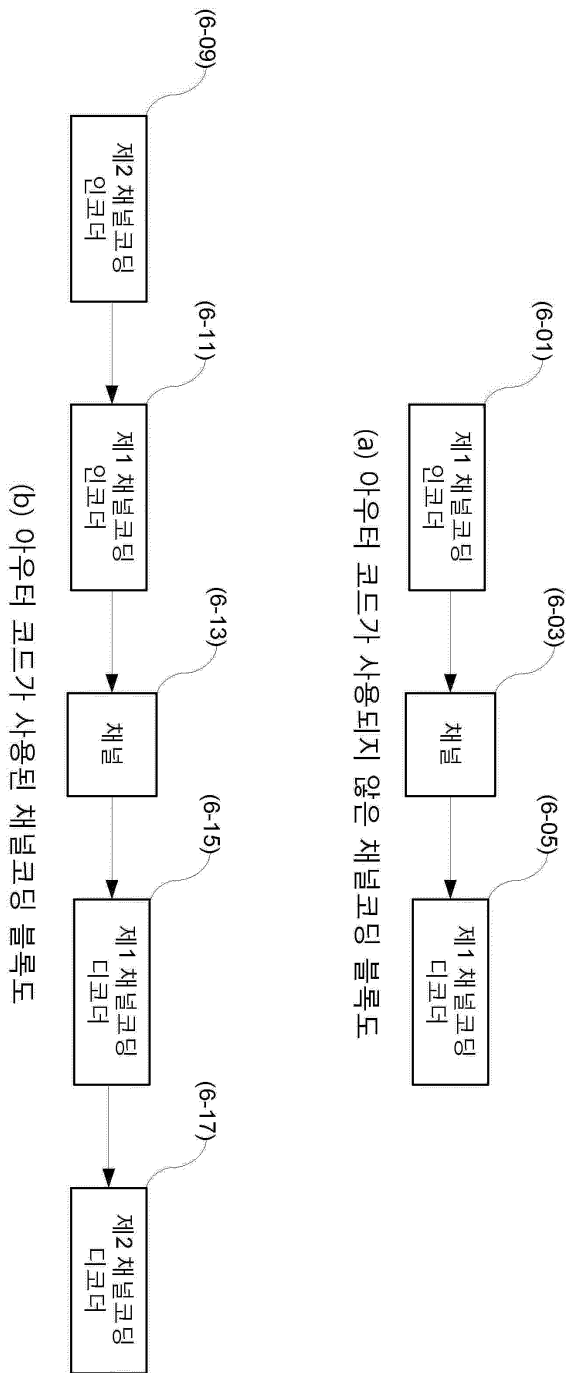 (6-01)
(6-03)
(6-05)
제1 채널코딩
인코더
채널
제1 채널코딩
디코더
(a) 아우터 코드가 사용되지 않은 채널코딩 블록도
(6-09)
(6-11)
(6-13)
(6-15)
(6-17)
제2 채널코딩
인코더
제1 채널코딩
인코더
채널
제1 채널코딩
디코더
제2 채널코딩
디코더
(b) 아우터 코드가 사용된 채널코딩 블록도